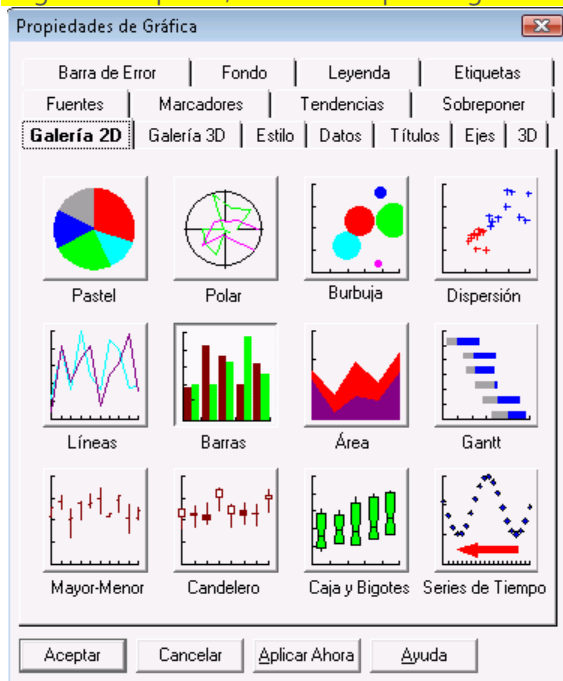 Propiedades de Gráfica
Barra de Error Fondo Leyenda Etiquetas
Fuentes Marcadores Tendencias Sobreponer
Galería 2D Galería 3D Estilo Datos Títulos Ejes 3D
Pastel Polar Burbuja Dispersión
Líneas Barras Área Gantt
Mayor-Menor Candelero Caja y Bigotes Series de Tiempo
Aceptar Cancelar Aplicar Ahora Ayuda